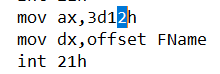 mov ax,3d12h
mov dx,offset FName
int 21h